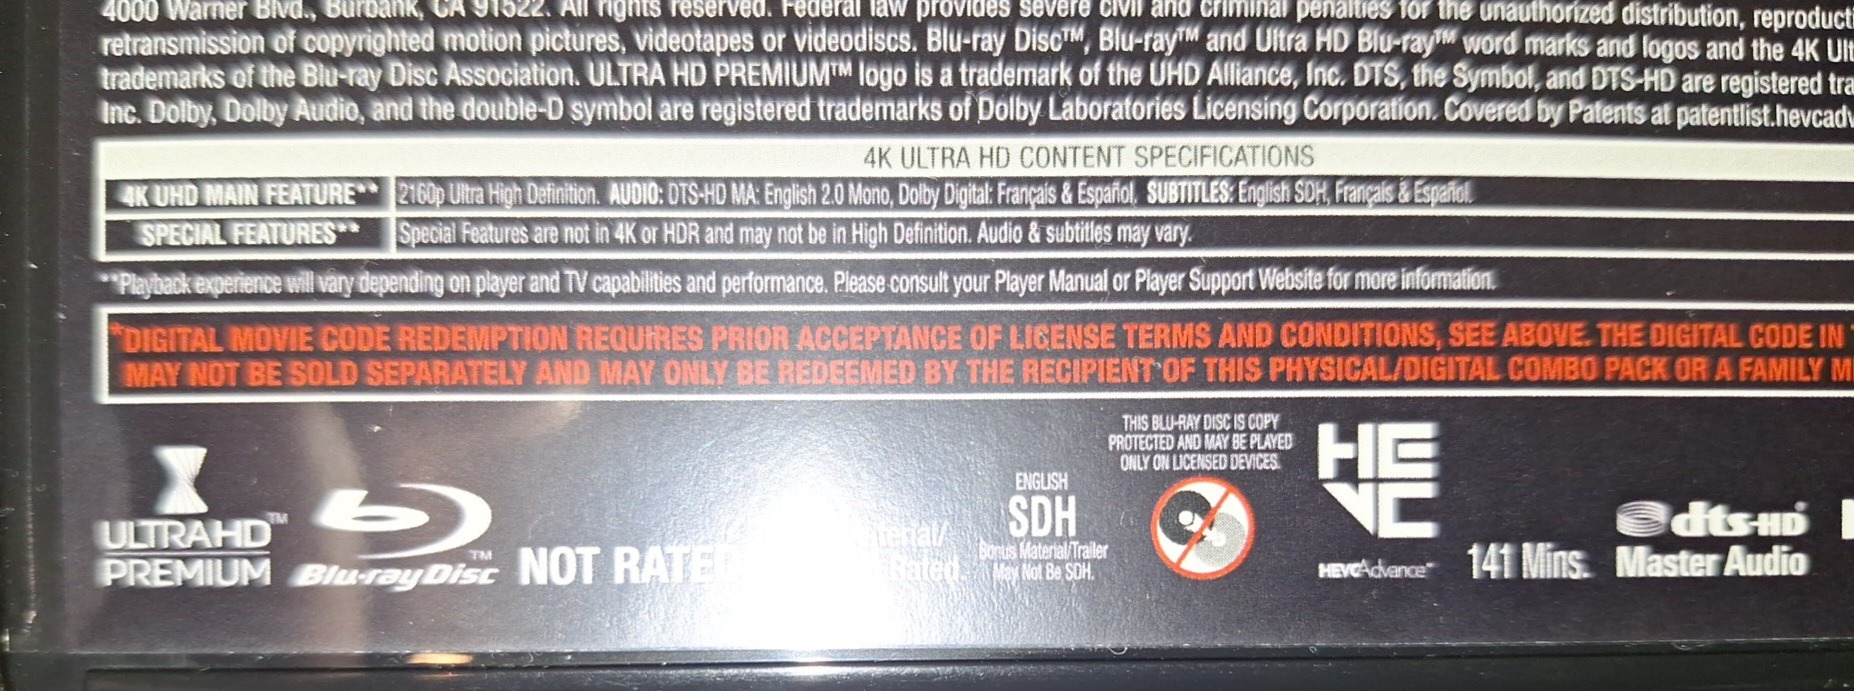 4000 Warner Blvd., Burbank, CA 91522. All rights reserved. Federal law provides severe civil and criminal penalties for the unauthorized distribution, reproducti
retransmission of copyrighted motion pictures, videotapes or videodiscs. Blu-ray Disc™, Blu-ray™ and Ultra HD Blu-ray™ word marks and logos and the 4K Ult
trademarks of the Blu-ray Disc Association. ULTRA HD PREMIUM™ logo is a trademark of the UHD Alliance, Inc. DTS, the Symbol, and DTS-HD are registered tra
Inc. Dolby, Dolby Audio, and the double-D symbol are registered trademarks of Dolby Laboratories Licensing Corporation. Covered by Patents at patentlist.hevcadv
4K ULTRA HD CONTENT SPECIFICATIONS
4K UHD MAIN FEATURE** 2160p Ultra High Definition. AUDIO: DTS-HD MA: English 2.0 Mono, Dolby Digital: Français & Español. SUBTITLES: English SDH, Français & Español.
SPECIAL FEATURES** Special Features are not in 4K or HDR and may not be in High Definition. Audio & subtitles may vary.
**Playback experience will vary depending on player and TV capabilities and performance. Please consult your Player Manual or Player Support Website for more information.
*DIGITAL MOVIE CODE REDEMPTION REQUIRES PRIOR ACCEPTANCE OF LICENSE TERMS AND CONDITIONS, SEE ABOVE. THE DIGITAL CODE IN
MAY NOT BE SOLD SEPARATELY AND MAY ONLY BE REDEEMED BY THE RECIPIENT OF THIS PHYSICAL/DIGITAL COMBO PACK OR A FAMILY M
ULTRA HD™
PREMIUM
Blu-ray Disc™
NOT RATED
terial/
Rated.
ENGLISH
SDH
Bonus Material/Trailer
May Not Be SDH.
THIS BLU-RAY DISC IS COPY
PROTECTED AND MAY BE PLAYED
ONLY ON LICENSED DEVICES.
HE
VC
HEVCAdvance™
141 Mins.
dts-HD
Master Audio